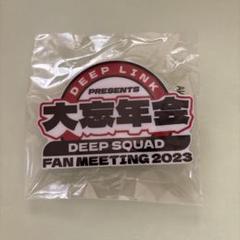 DEEP LINK
PRESENTS
大忘年会
DEEP SQUAD
FAN MEETING 2023